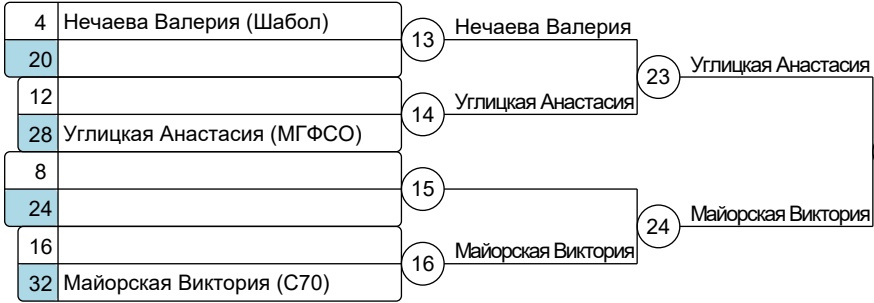 4 Нечаева Валерия (Шабол)
13 Нечаева Валерия
20
23 Углицкая Анастасия
12
14 Углицкая Анастасия
28 Углицкая Анастасия (МГФСО)
8
15
24
24 Майорская Виктория
16
16 Майорская Виктория
32 Майорская Виктория (С70)